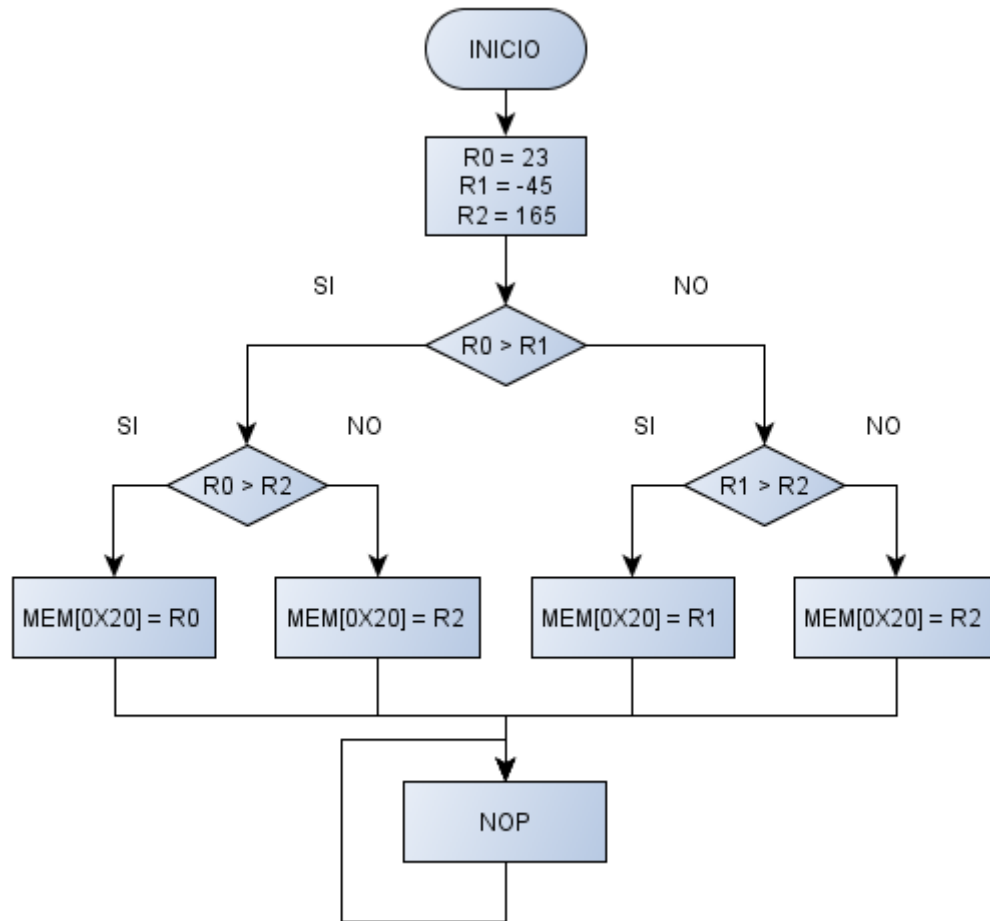 INICIO
R0 = 23
R1 = -45
R2 = 165
SI
NO
R0 > R1
SI
NO
SI
NO
R0 > R2
R1 > R2
MEM[0X20] = R0
MEM[0X20] = R2
MEM[0X20] = R1
MEM[0X20] = R2
NOP